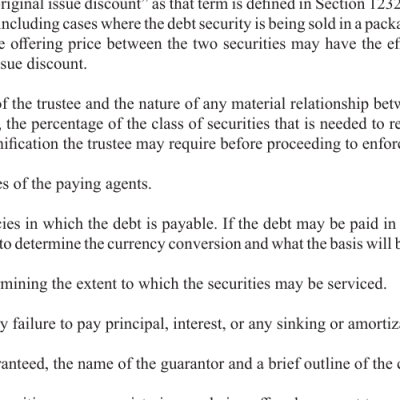 riginal issue discount" as that term is defined in Section 1232
including cases where the debt security is being sold in a pack
e offering price between the two securities may have the ef
sue discount.
of the trustee and the nature of any material relationship betw
, the percentage of the class of securities that is needed to re
nification the trustee may require before proceeding to enfor
es of the paying agents.
cies in which the debt is payable. If the debt may be paid in
to determine the currency conversion and what the basis will b
mining the extent to which the securities may be serviced.
y failure to pay principal, interest, or any sinking or amortiz
ranteed, the name of the guarantor and a brief outline of the c